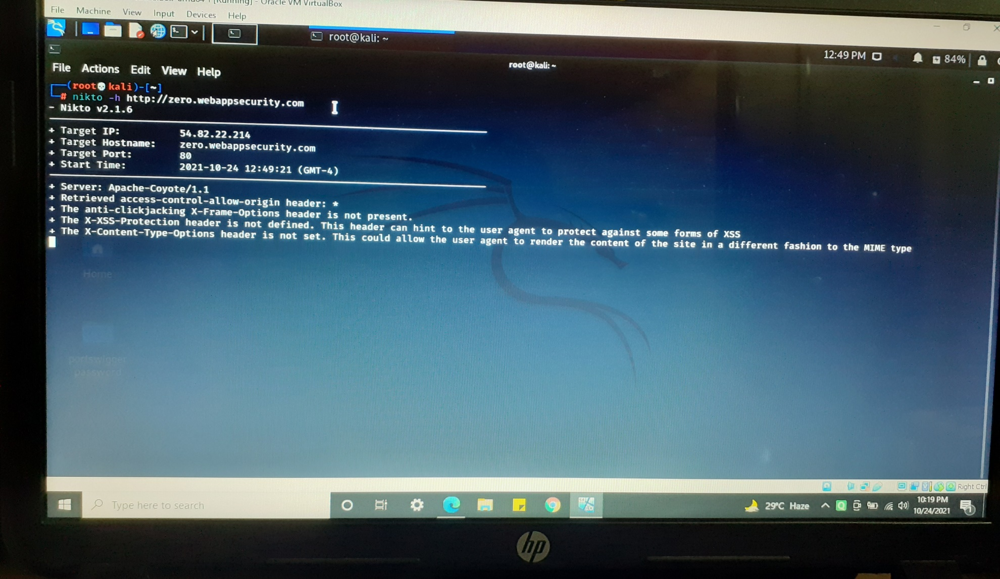 [Running] - Oracle VM VirtualBox
File Machine View Input Devices Help
root@kali: ~
12:49 PM
84%
root@kali: ~
File Actions Edit View Help
(root💀kali)-[~]
# nikto -h http://zero.webappsecurity.com
- Nikto v2.1.6
+ Target IP: 54.82.22.214
+ Target Hostname: zero.webappsecurity.com
+ Target Port: 80
+ Start Time: 2021-10-24 12:49:21 (GMT-4)
+ Server: Apache-Coyote/1.1
+ Retrieved access-control-allow-origin header: *
+ The anti-clickjacking X-Frame-Options header is not present.
+ The X-XSS-Protection header is not defined. This header can hint to the user agent to protect against some forms of XSS
+ The X-Content-Type-Options header is not set. This could allow the user agent to render the content of the site in a different fashion to the MIME type
Home
portswigner
password
Right Ctrl
Type here to search
29°C Haze
10:19 PM
10/24/2021
1
hp